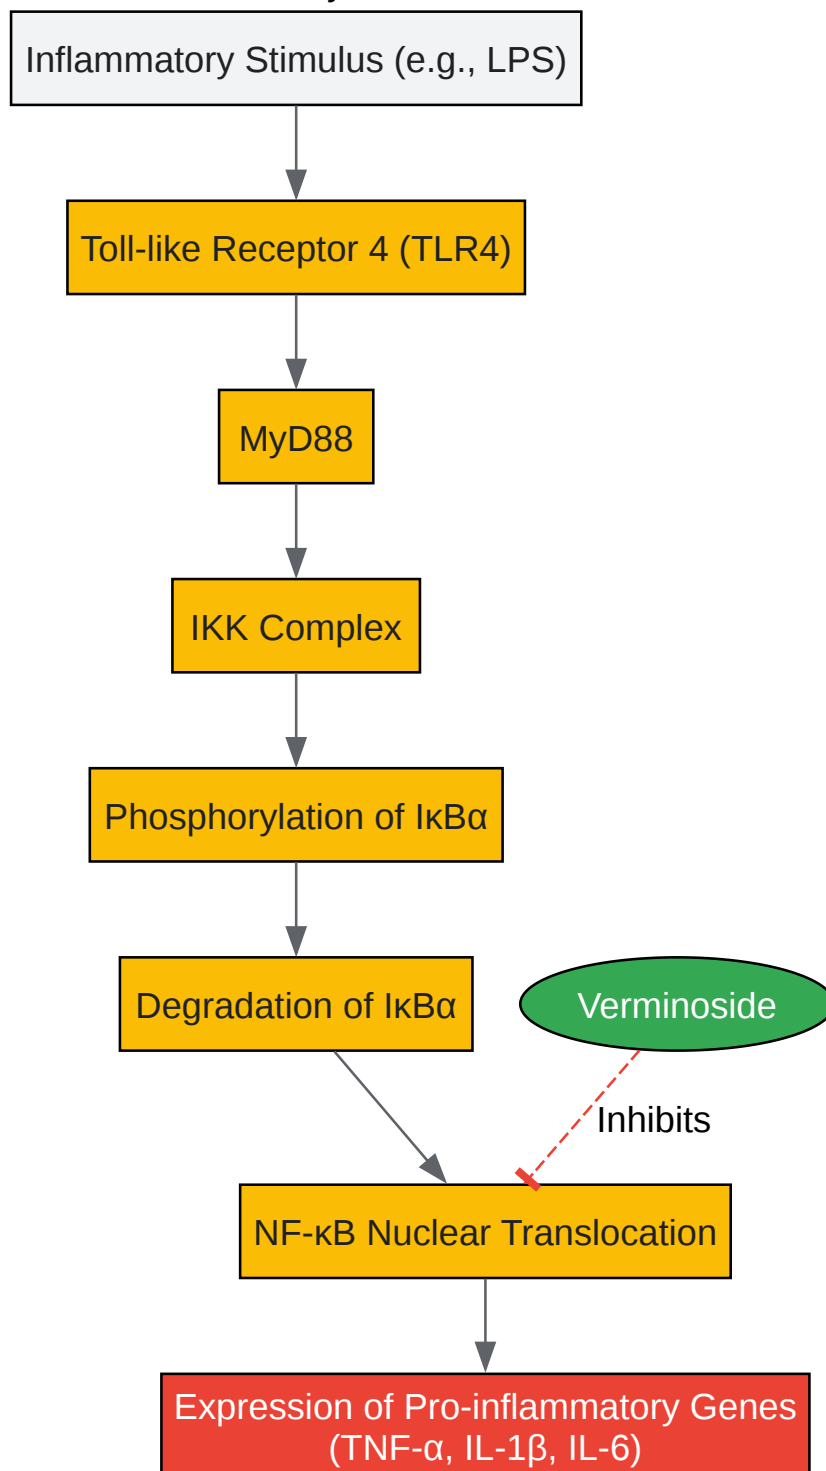 Inflammatory Stimulus (e.g., LPS)
Toll-like Receptor 4 (TLR4)
MyD88
IKK Complex
Phosphorylation of IκBα
Degradation of IκBα
Verminoside
Inhibits
NF-κB Nuclear Translocation
Expression of Pro-inflammatory Genes
(TNF-α, IL-1β, IL-6)